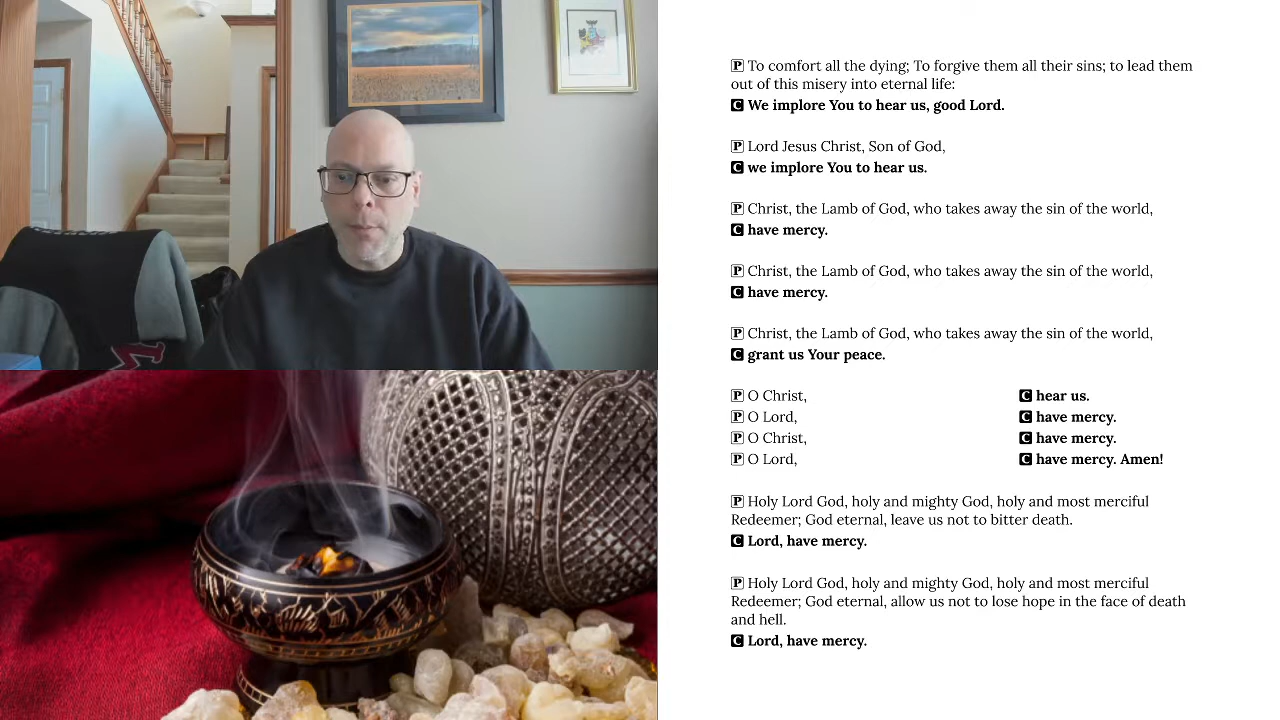 P To comfort all the dying; To forgive them all their sins; to lead them
out of this misery into eternal life:
C We implore You to hear us, good Lord.
P Lord Jesus Christ, Son of God,
C we implore You to hear us.
P Christ, the Lamb of God, who takes away the sin of the world,
C have mercy.
P Christ, the Lamb of God, who takes away the sin of the world,
C have mercy.
P Christ, the Lamb of God, who takes away the sin of the world,
C grant us Your peace.
P O Christ, C hear us.
P O Lord, C have mercy.
P O Christ, C have mercy.
P O Lord, C have mercy. Amen!
P Holy Lord God, holy and mighty God, holy and most merciful
Redeemer; God eternal, leave us not to bitter death.
C Lord, have mercy.
P Holy Lord God, holy and mighty God, holy and most merciful
Redeemer; God eternal, allow us not to lose hope in the face of death
and hell.
C Lord, have mercy.